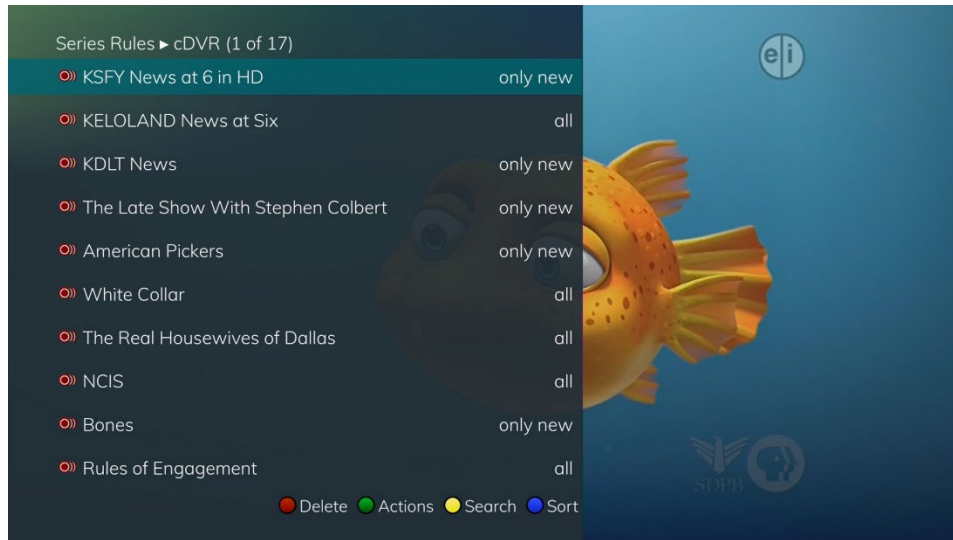 Series Rules ▸ cDVR (1 of 17)
KSFY News at 6 in HD only new
KELOLAND News at Six all
KDLT News only new
The Late Show With Stephen Colbert only new
American Pickers only new
White Collar all
The Real Housewives of Dallas all
NCIS all
Bones only new
Rules of Engagement all
Delete Actions Search Sort
e/i
SDPB